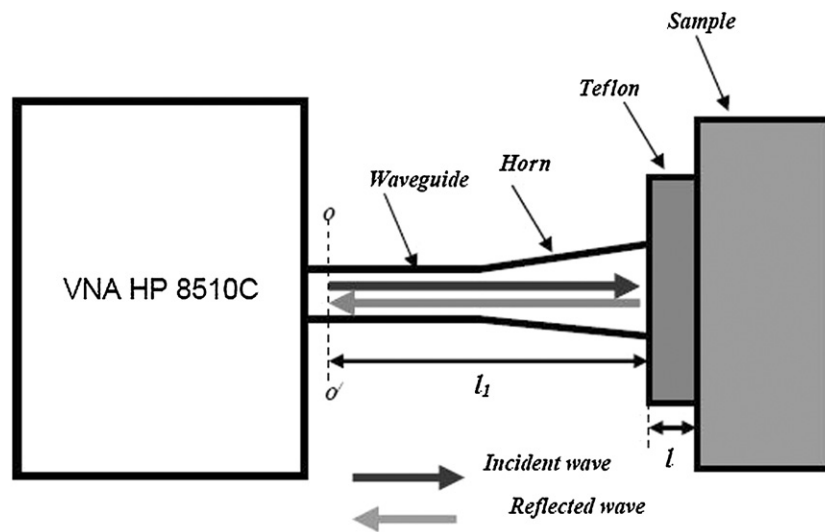 Sample
Teflon
Horn
Waveguide
O
VNA HP 8510C
O'
l₁
l
Incident wave
Reflected wave